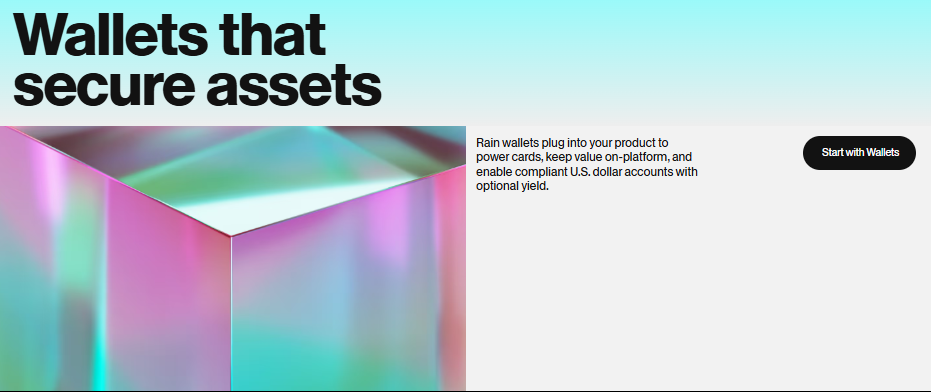 Wallets that
secure assets
Rain wallets plug into your product to
power cards, keep value on-platform, and
enable compliant U.S. dollar accounts with
optional yield.
Start with Wallets